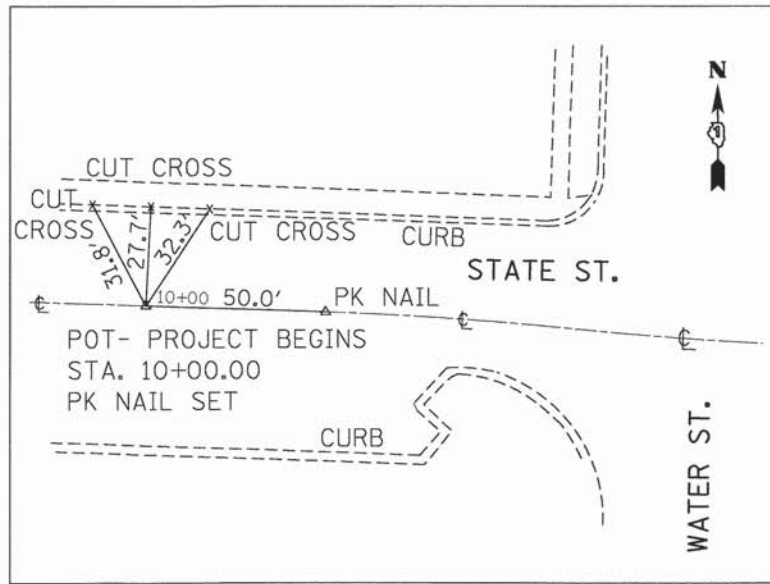 N
CUT CROSS
CUT
CROSS
31.8'
27.7'
32.3'
CUT CROSS
CURB
STATE ST.
℄
10+00
50.0'
PK NAIL
℄
℄
POT- PROJECT BEGINS
STA. 10+00.00
PK NAIL SET
CURB
WATER ST.